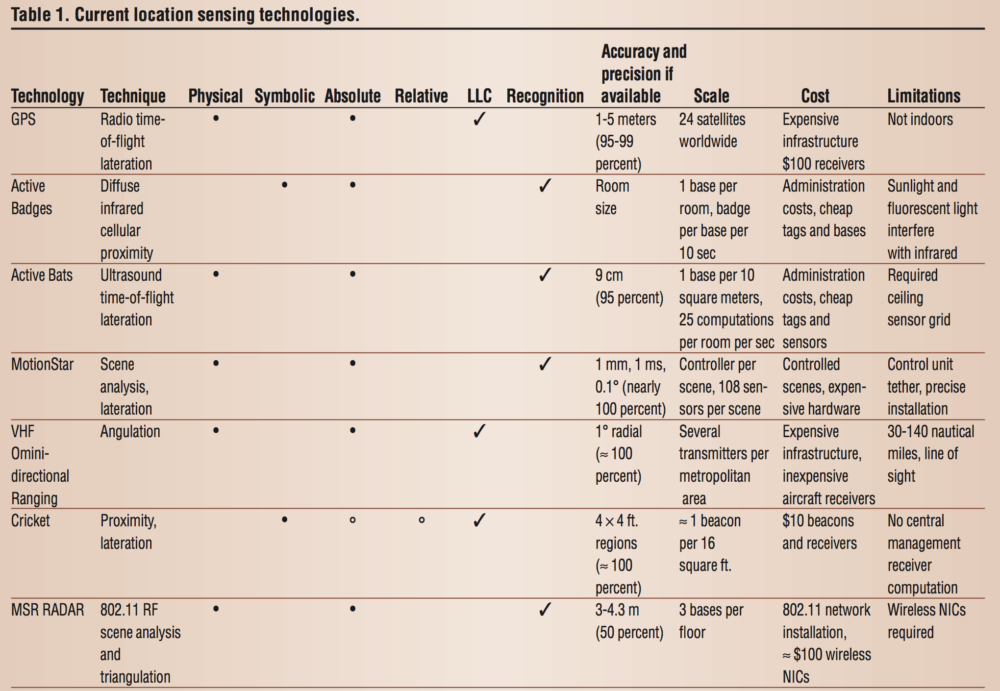 Table 1. Current location sensing technologies.
Accuracy and
precision if
Technology Technique Physical Symbolic Absolute Relative LLC Recognition available Scale Cost Limitations
GPS Radio time- • • ✓ 1-5 meters 24 satellites Expensive Not indoors
of-flight (95-99 worldwide infrastructure
lateration percent) $100 receivers
Active Diffuse • • ✓ Room 1 base per Administration Sunlight and
Badges infrared size room, badge costs, cheap fluorescent light
cellular per base per tags and bases interfere
proximity 10 sec with infrared
Active Bats Ultrasound • • ✓ 9 cm 1 base per 10 Administration Required
time-of-flight (95 percent) square meters, costs, cheap ceiling
lateration 25 computations tags and sensor grid
per room per sec sensors
MotionStar Scene • • ✓ 1 mm, 1 ms, Controller per Controlled Control unit
analysis, 0.1° (nearly scene, 108 sen- scenes, expen- tether, precise
lateration 100 percent) sors per scene sive hardware installation
VHF Angulation • • ✓ 1° radial Several Expensive 30-140 nautical
Omini- (≈ 100 transmitters per infrastructure, miles, line of
directional percent) metropolitan inexpensive sight
Ranging area aircraft receivers
Cricket Proximity, • ∘ ∘ ✓ 4 × 4 ft. ≈ 1 beacon $10 beacons No central
lateration regions per 16 and receivers management
(≈ 100 square ft. receiver
percent) computation
MSR RADAR 802.11 RF • • ✓ 3-4.3 m 3 bases per 802.11 network Wireless NICs
scene analysis (50 percent) floor installation, required
and ≈ $100 wireless
triangulation NICs